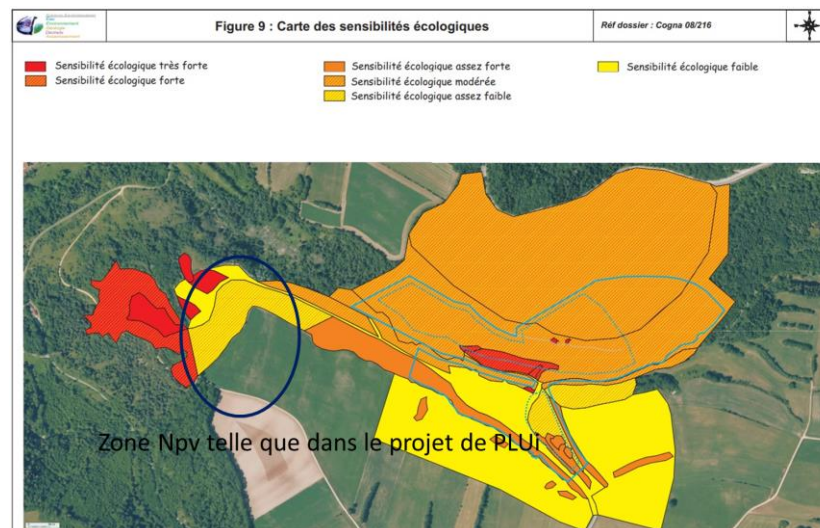 Sciences Environnement
Figure 9 : Carte des sensibilités écologiques
Réf dossier : Cogna 08/216
Sensibilité écologique très forte
Sensibilité écologique forte
Sensibilité écologique assez forte
Sensibilité écologique modérée
Sensibilité écologique assez faible
Sensibilité écologique faible
Zone Npv telle que dans le projet de PLUi